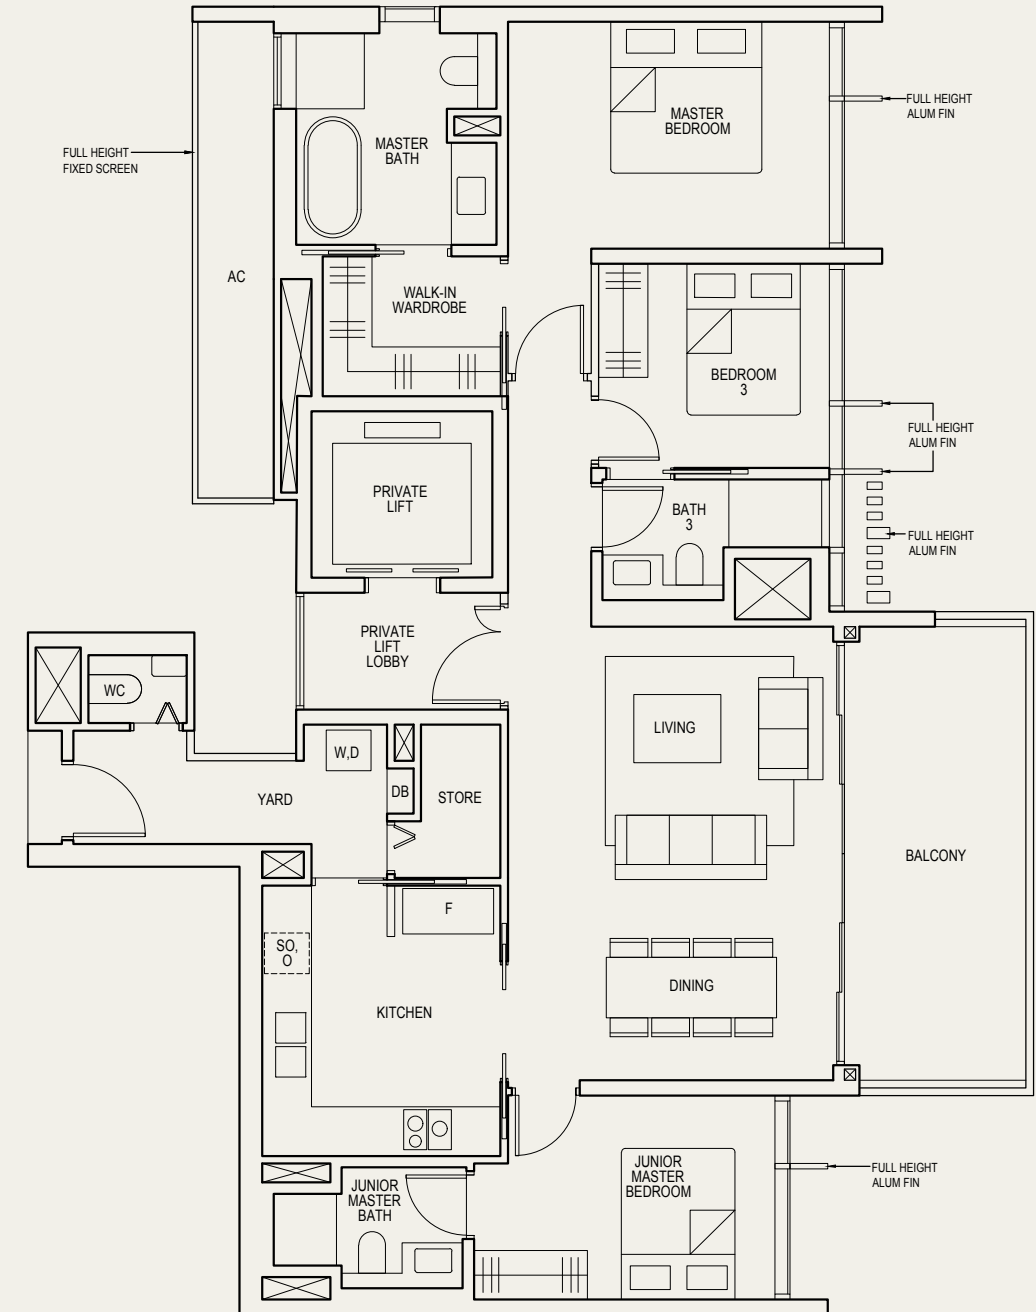 FULL HEIGHT
ALUM FIN
MASTER
BEDROOM
MASTER
BATH
FULL HEIGHT
FIXED SCREEN
AC
WALK-IN
WARDROBE
BEDROOM
3
FULL HEIGHT
ALUM FIN
PRIVATE
LIFT
BATH
3
FULL HEIGHT
ALUM FIN
PRIVATE
LIFT
LOBBY
WC
LIVING
W,D
DB
STORE
YARD
BALCONY
F
SO,
O
DINING
KITCHEN
JUNIOR
MASTER
BEDROOM
FULL HEIGHT
ALUM FIN
JUNIOR
MASTER
BATH